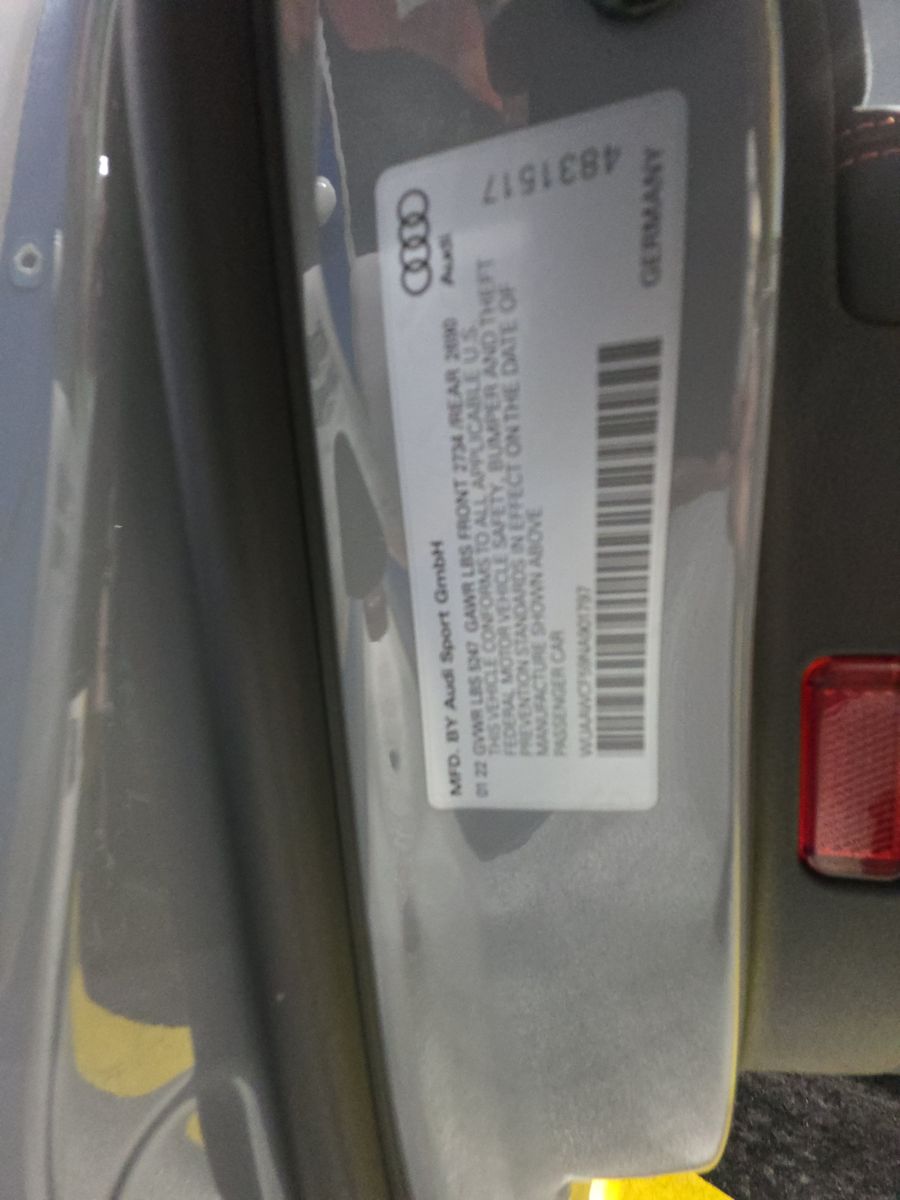 Audi
4831517
GERMANY
MFD. BY Audi Sport GmbH
01 22 GVWR LBS 5247 GAWR LBS FRONT 2734 /REAR 2690
THIS VEHICLE CONFORMS TO ALL APPLICABLE U.S.
FEDERAL MOTOR VEHICLE SAFETY, BUMPER AND THEFT
PREVENTION STANDARDS IN EFFECT ON THE DATE OF
MANUFACTURE SHOWN ABOVE
PASSENGER CAR
WUAAWCF59NA901797